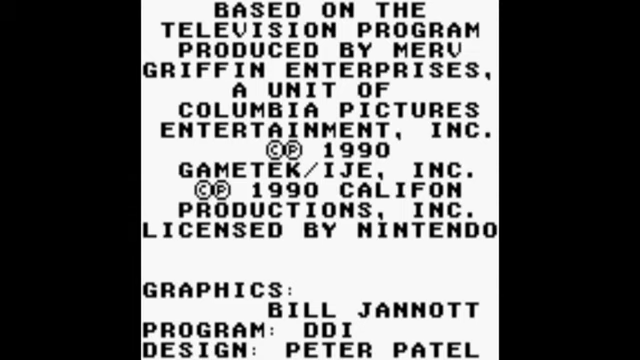 BASED ON THE
TELEVISION PROGRAM
PRODUCED BY MERV
GRIFFIN ENTERPRISES,
A UNIT OF
COLUMBIA PICTURES
ENTERTAINMENT, INC.
©℗ 1990
GAMETEK/IJE, INC.
©℗ 1990 CALIFON
PRODUCTIONS, INC.
LICENSED BY NINTENDO
GRAPHICS:
BILL JANNOTT
PROGRAM: DDI
DESIGN: PETER PATEL